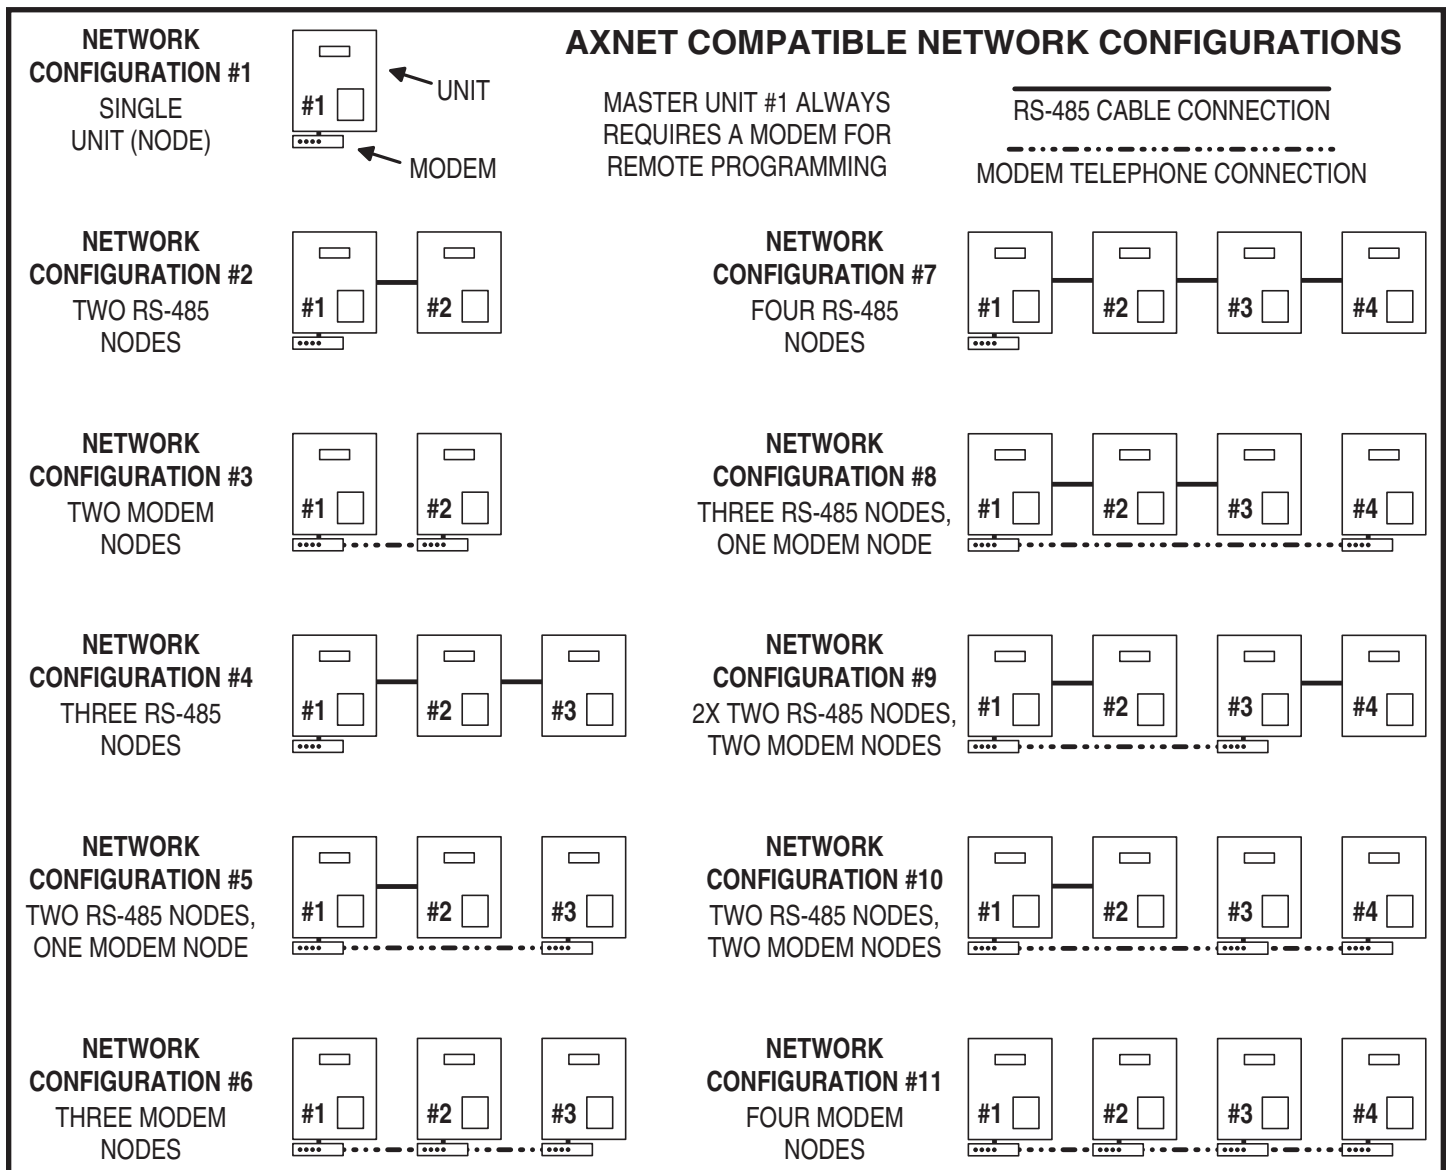 AXNET COMPATIBLE NETWORK CONFIGURATIONS
MASTER UNIT #1 ALWAYS
REQUIRES A MODEM FOR
REMOTE PROGRAMMING
RS-485 CABLE CONNECTION
MODEM TELEPHONE CONNECTION
NETWORK
CONFIGURATION #1
SINGLE
UNIT (NODE)
#1
UNIT
MODEM
NETWORK
CONFIGURATION #2
TWO RS-485
NODES
#1 #2
NETWORK
CONFIGURATION #3
TWO MODEM
NODES
#1 #2
NETWORK
CONFIGURATION #4
THREE RS-485
NODES
#1 #2 #3
NETWORK
CONFIGURATION #5
TWO RS-485 NODES,
ONE MODEM NODE
#1 #2 #3
NETWORK
CONFIGURATION #6
THREE MODEM
NODES
#1 #2 #3
NETWORK
CONFIGURATION #7
FOUR RS-485
NODES
#1 #2 #3 #4
NETWORK
CONFIGURATION #8
THREE RS-485 NODES,
ONE MODEM NODE
#1 #2 #3 #4
NETWORK
CONFIGURATION #9
2X TWO RS-485 NODES,
TWO MODEM NODES
#1 #2 #3 #4
NETWORK
CONFIGURATION #10
TWO RS-485 NODES,
TWO MODEM NODES
#1 #2 #3 #4
NETWORK
CONFIGURATION #11
FOUR MODEM
NODES
#1 #2 #3 #4